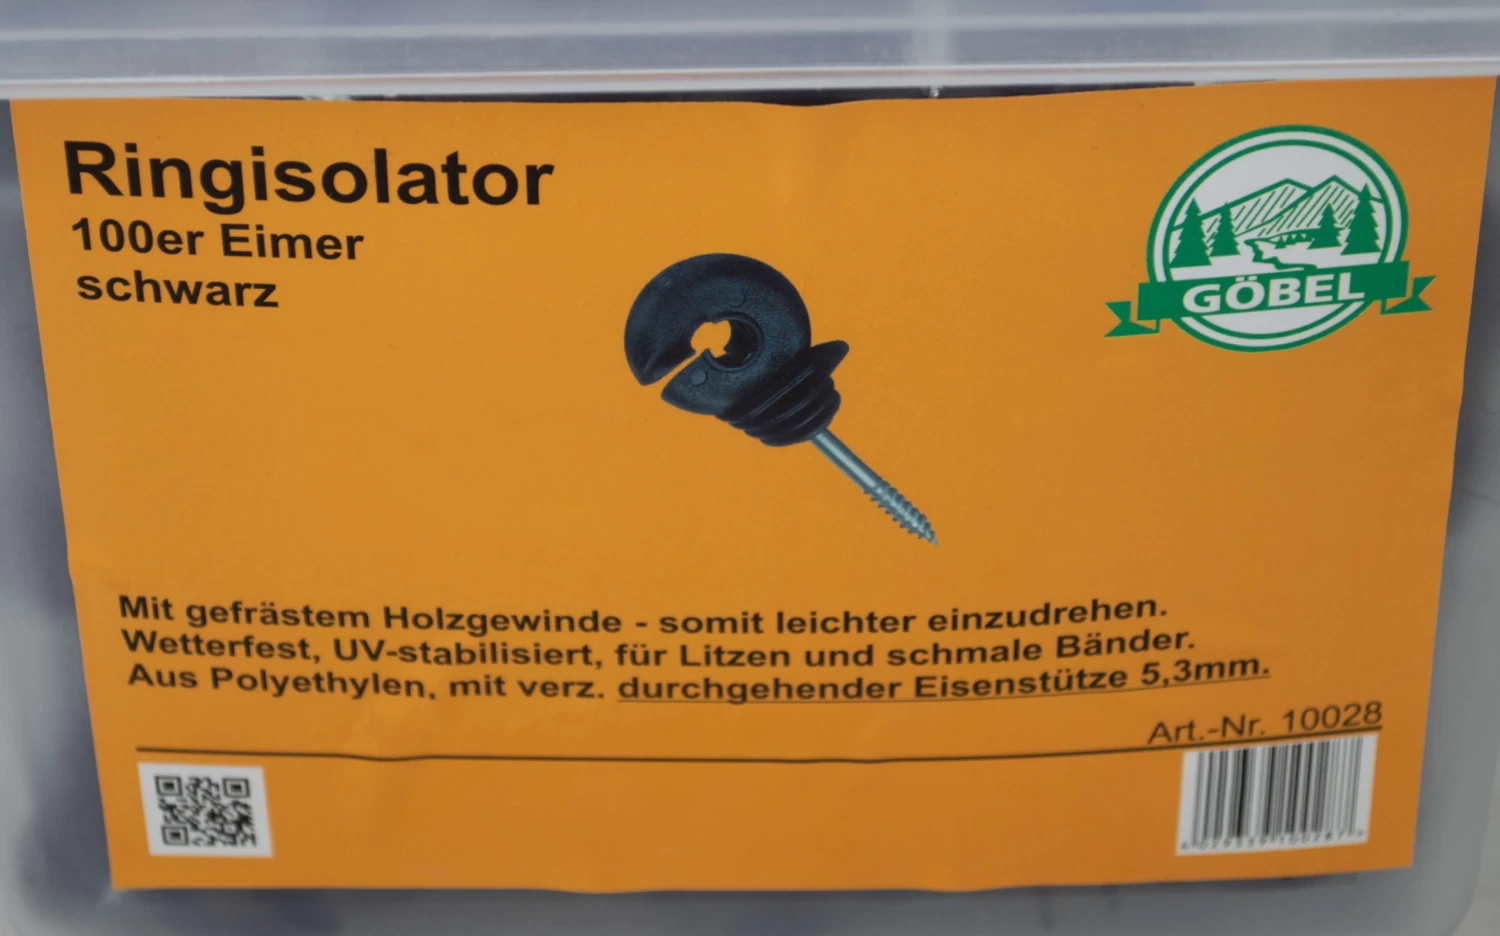 Ringisolator
100er Eimer
schwarz
GÖBEL
Mit gefrästem Holzgewinde - somit leichter einzudrehen.
Wetterfest, UV-stabilisiert, für Litzen und schmale Bänder.
Aus Polyethylen, mit verz. durchgehender Eisenstütze 5,3mm.
Art.-Nr. 10028